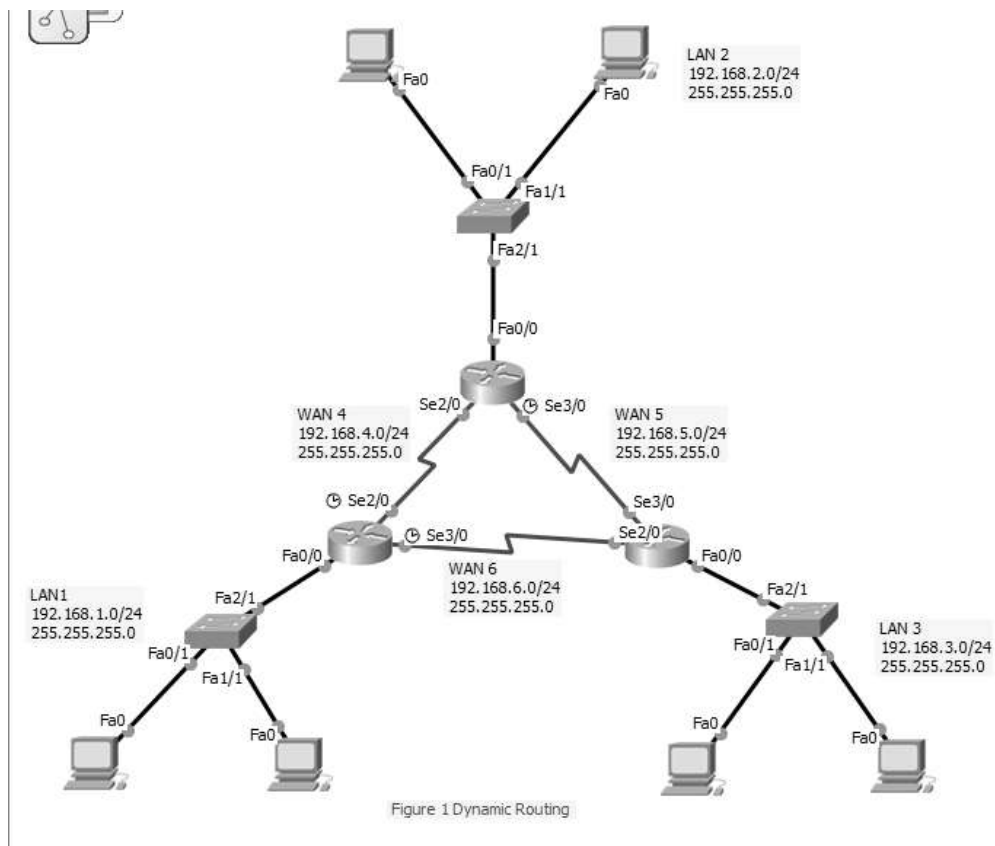 Fa0
Fa0
LAN 2
192.168.2.0/24
255.255.255.0
Fa0/1
Fa1/1
Fa2/1
Fa0/0
Se2/0
Se3/0
WAN 4
192.168.4.0/24
255.255.255.0
WAN 5
192.168.5.0/24
255.255.255.0
Se2/0
Se3/0
Se3/0
Se2/0
Fa0/0
Fa0/0
WAN 6
192.168.6.0/24
255.255.255.0
LAN1
192.168.1.0/24
255.255.255.0
Fa2/1
Fa0/1
Fa1/1
Fa0
Fa0
Fa2/1
Fa0/1
Fa1/1
LAN 3
192.168.3.0/24
255.255.255.0
Fa0
Fa0
Figure 1 Dynamic Routing